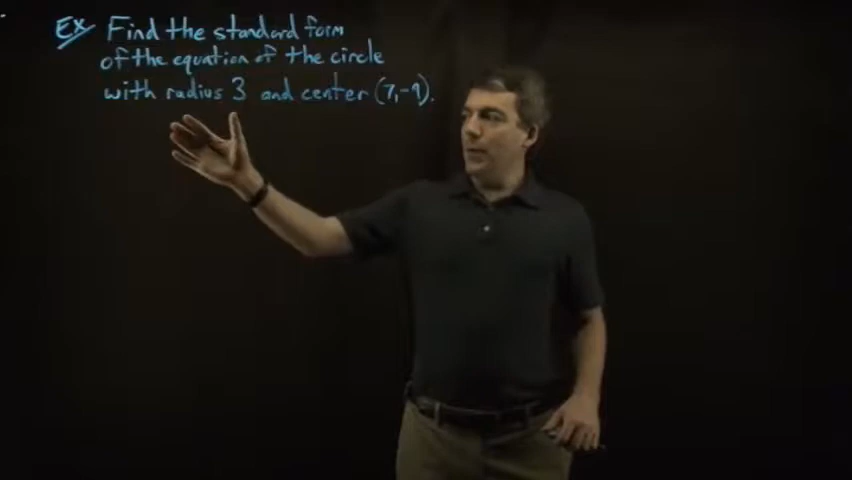 Ex Find the standard form
of the equation of the circle
with radius 3 and center (7,-9).